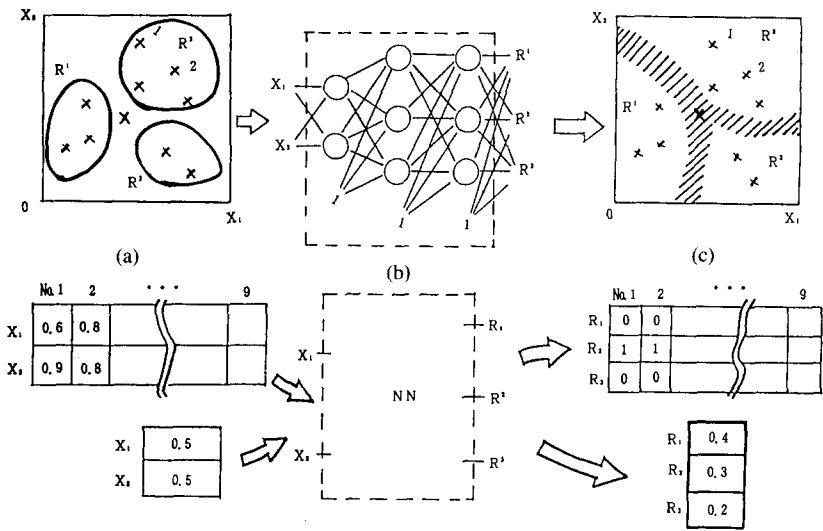 X₂
1
R²
2
R¹
R³
0
X₁
(a)
X₁
X₂
R¹
R²
R³
1
1
1
(b)
X₂
1
R²
2
R¹
R³
0
X₁
(c)
No.1 2 ... 9
X₁ 0.6 0.8
X₂ 0.9 0.8
X₁ 0.5
X₂ 0.5
X₁
X₂
NN
R₁
R²
R³
No.1 2 ... 9
R₁ 0 0
R₂ 1 1
R₃ 0 0
R₁ 0.4
R₂ 0.3
R₃ 0.2